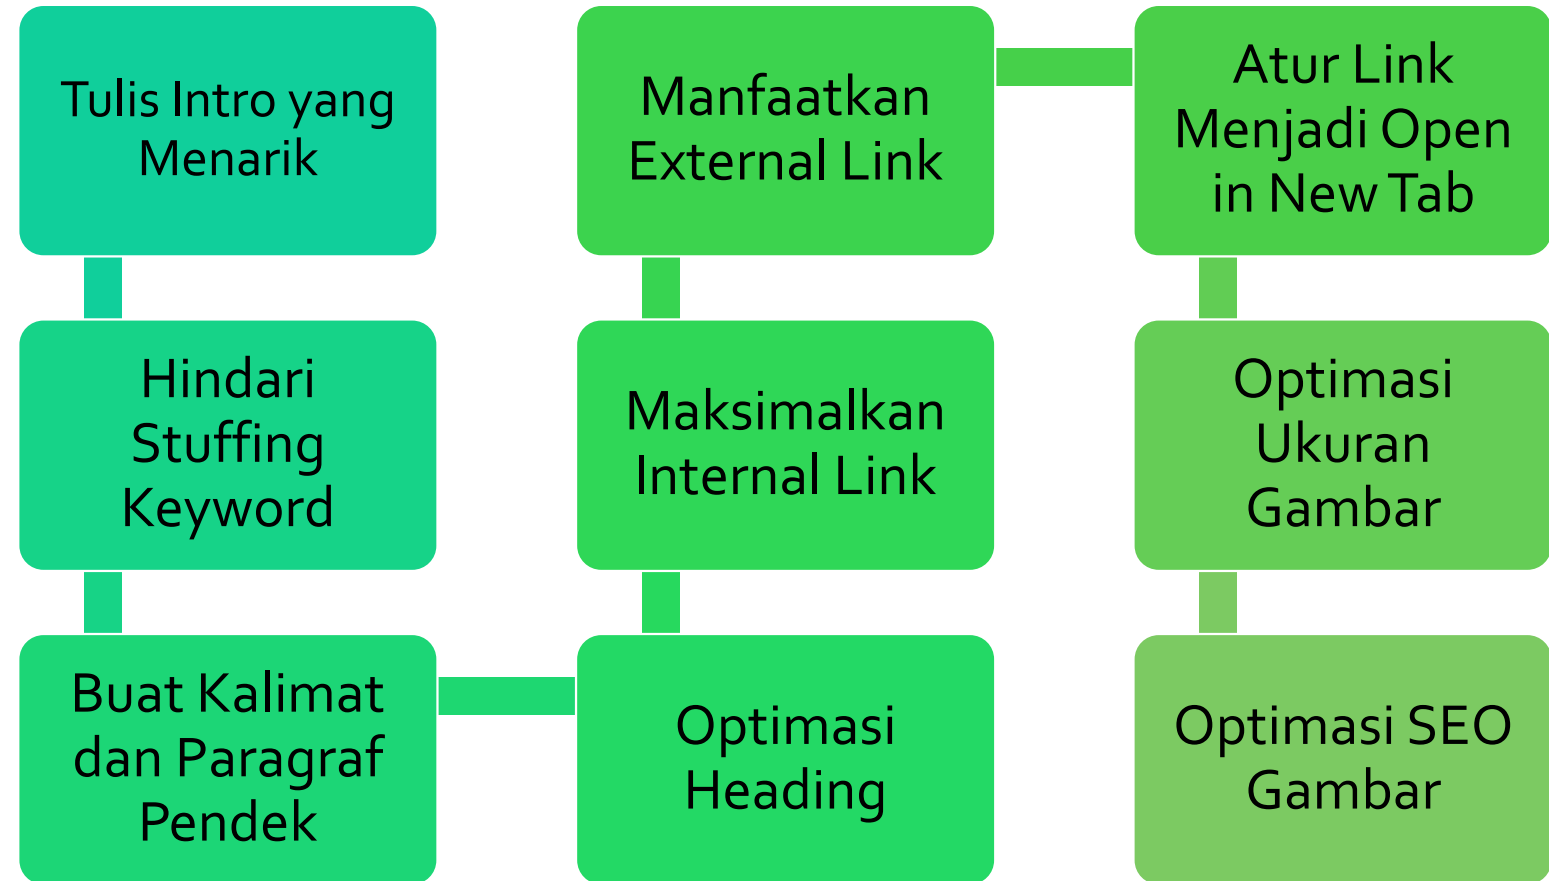 Tulis Intro yang
Menarik
Hindari
Stuffing
Keyword
Buat Kalimat
dan Paragraf
Pendek
Optimasi
Heading
Maksimalkan
Internal Link
Manfaatkan
External Link
Atur Link
Menjadi Open
in New Tab
Optimasi
Ukuran
Gambar
Optimasi SEO
Gambar